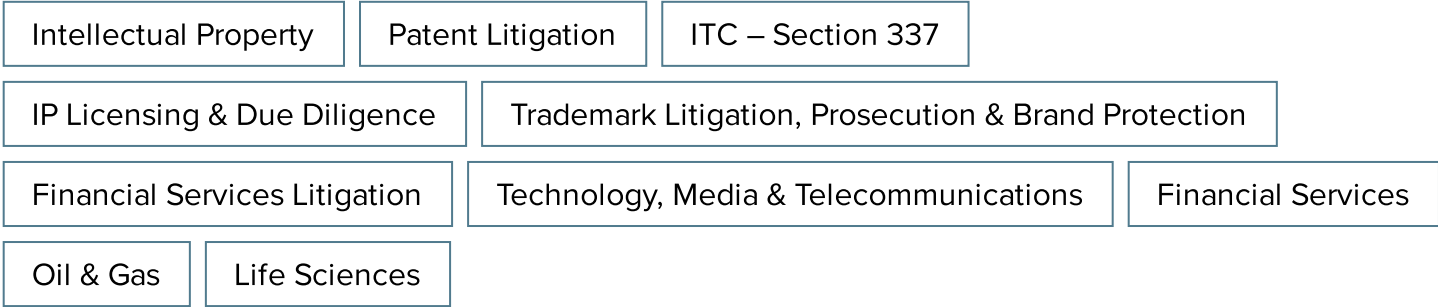 Intellectual Property Patent Litigation ITC – Section 337
IP Licensing & Due Diligence Trademark Litigation, Prosecution & Brand Protection
Financial Services Litigation Technology, Media & Telecommunications Financial Services
Oil & Gas Life Sciences